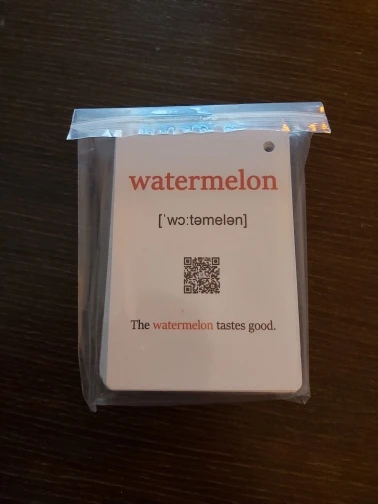 watermelon
[ˈwɔːtəmelən]
The watermelon tastes good.